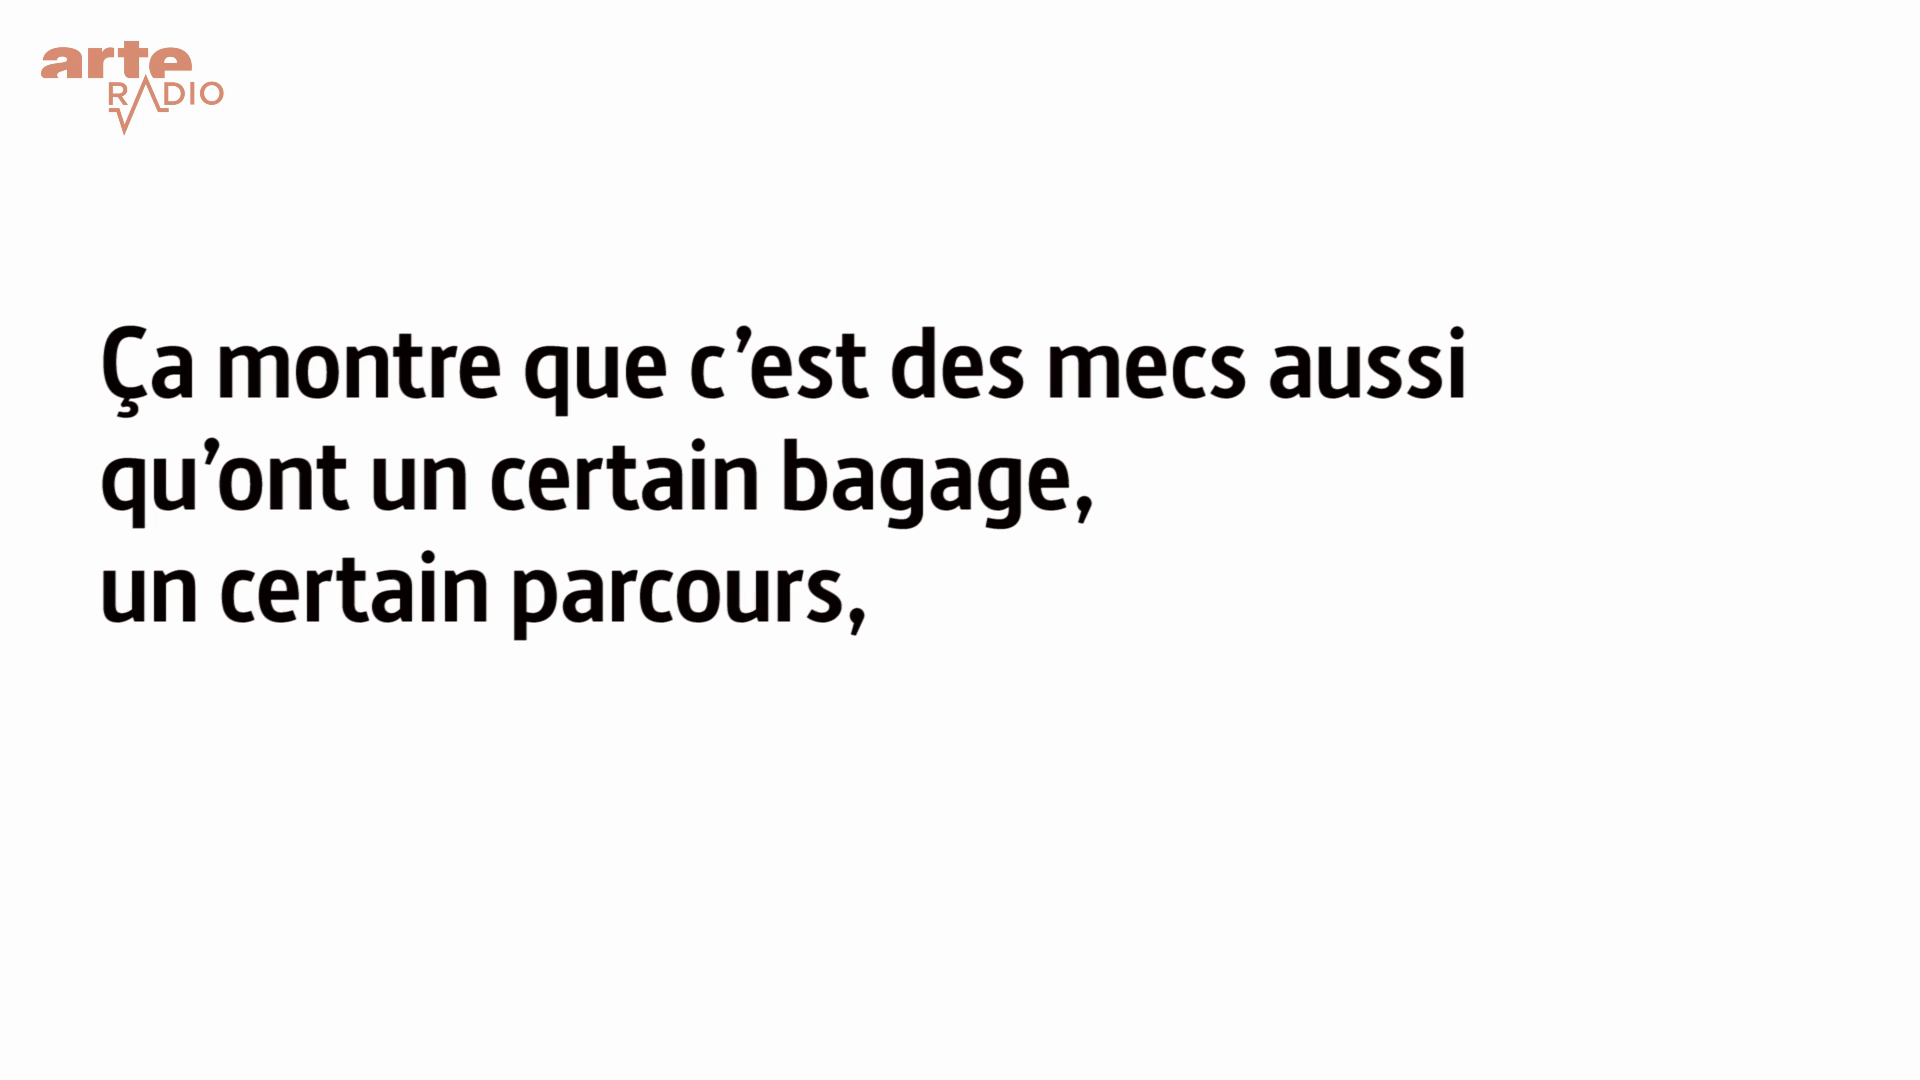 arte
RADIO
Ça montre que c’est des mecs aussi
qu’ont un certain bagage,
un certain parcours,